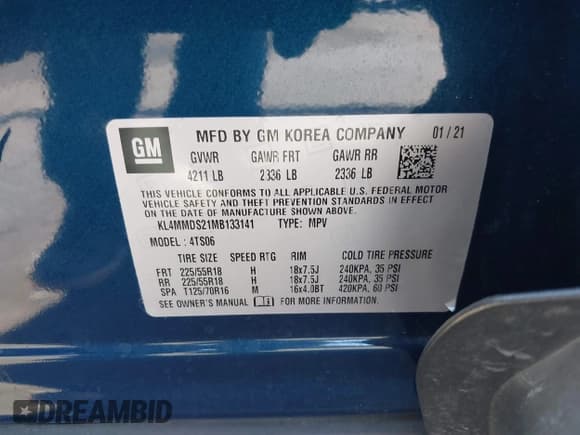 GM
MFD BY GM KOREA COMPANY 01 / 21
GVWR GAWR FRT GAWR RR
4211 LB 2336 LB 2336 LB
THIS VEHICLE CONFORMS TO ALL APPLICABLE U.S. FEDERAL MOTOR
VEHICLE SAFETY AND THEFT PREVENTION STANDARDS IN EFFECT
ON THE DATE OF MANUFACTURE SHOWN ABOVE.
KL4MMDS21MB133141 TYPE: MPV
MODEL : 4TS06
TIRE SIZE SPEED RTG RIM COLD TIRE PRESSURE
FRT 225/55R18 H 18x7.5J 240KPA, 35 PSI
RR 225/55R18 H 18x7.5J 240KPA, 35 PSI
SPA T125/70R16 M 16x4.0BT 420KPA, 60 PSI
SEE OWNER'S MANUAL FOR MORE INFORMATION.
DREAMBID